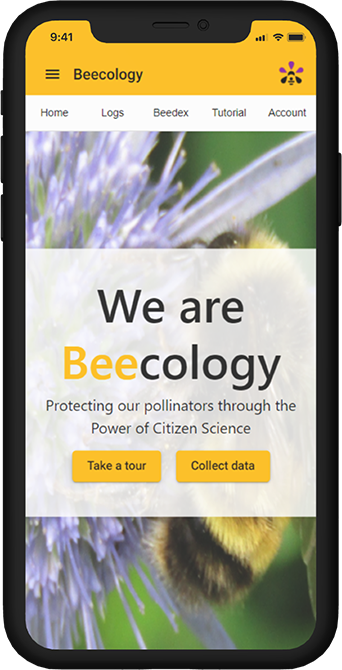 9:41
Beecology
Home Logs Beedex Tutorial Account
We are
Beecology
Protecting our pollinators through the
Power of Citizen Science
Take a tour Collect data